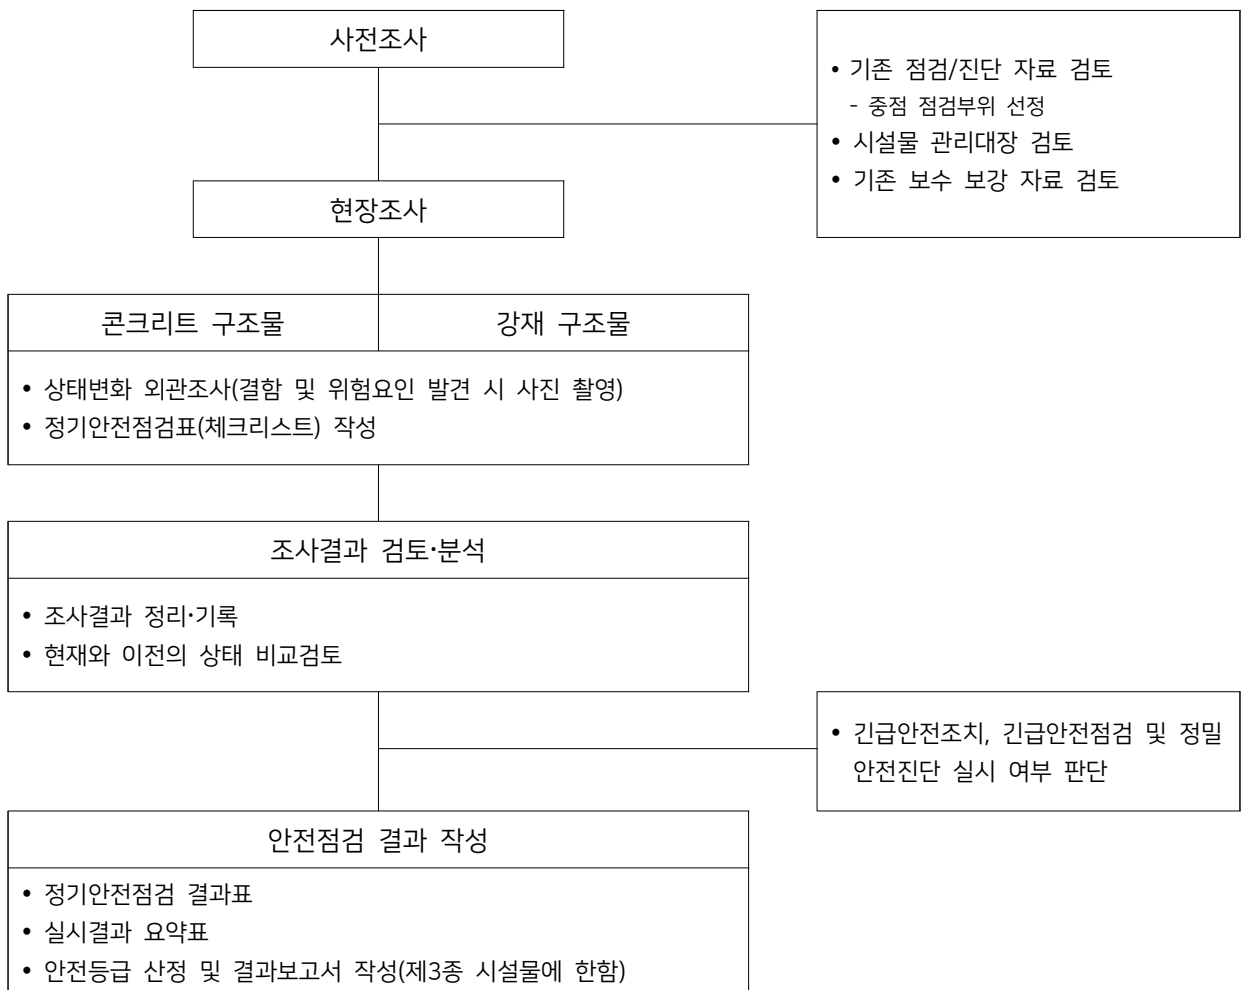 사전조사
• 기존 점검/진단 자료 검토
- 중점 점검부위 선정
• 시설물 관리대장 검토
• 기존 보수 보강 자료 검토
현장조사
콘크리트 구조물
강재 구조물
• 상태변화 외관조사(결함 및 위험요인 발견 시 사진 촬영)
• 정기안전점검표(체크리스트) 작성
조사결과 검토·분석
• 조사결과 정리·기록
• 현재와 이전의 상태 비교검토
• 긴급안전조치, 긴급안전점검 및 정밀
안전진단 실시 여부 판단
안전점검 결과 작성
• 정기안전점검 결과표
• 실시결과 요약표
• 안전등급 산정 및 결과보고서 작성(제3종 시설물에 한함)